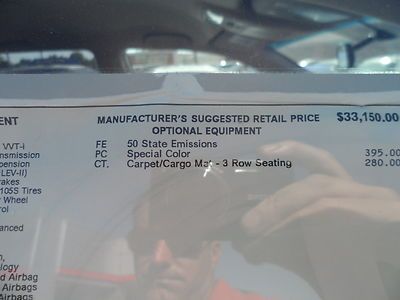 ENT MANUFACTURER'S SUGGESTED RETAIL PRICE $33,150.00
OPTIONAL EQUIPMENT
FE 50 State Emissions
PC Special Color 395.00
CT. Carpet/Cargo Mat - 3 Row Seating 280.00
VVT-i
nsmission
pension
LEV-II)
akes
105S Tires
Wheel
rol
anced
n,
ology
d Airbag
Airbags
Airbags